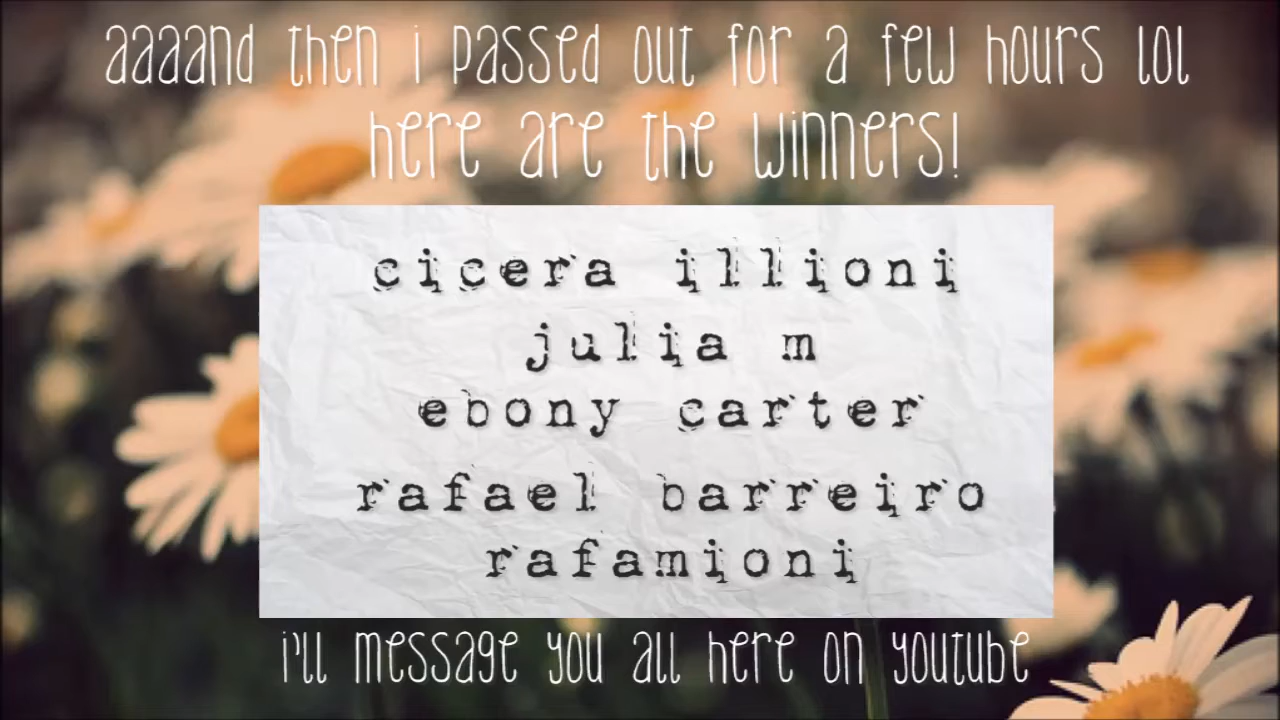 aaaand then i passed out for a few hours lol
here are the winners!
cicera illioni
julia m
ebony carter
rafael barreiro
rafamioni
i'll message you all here on youtube